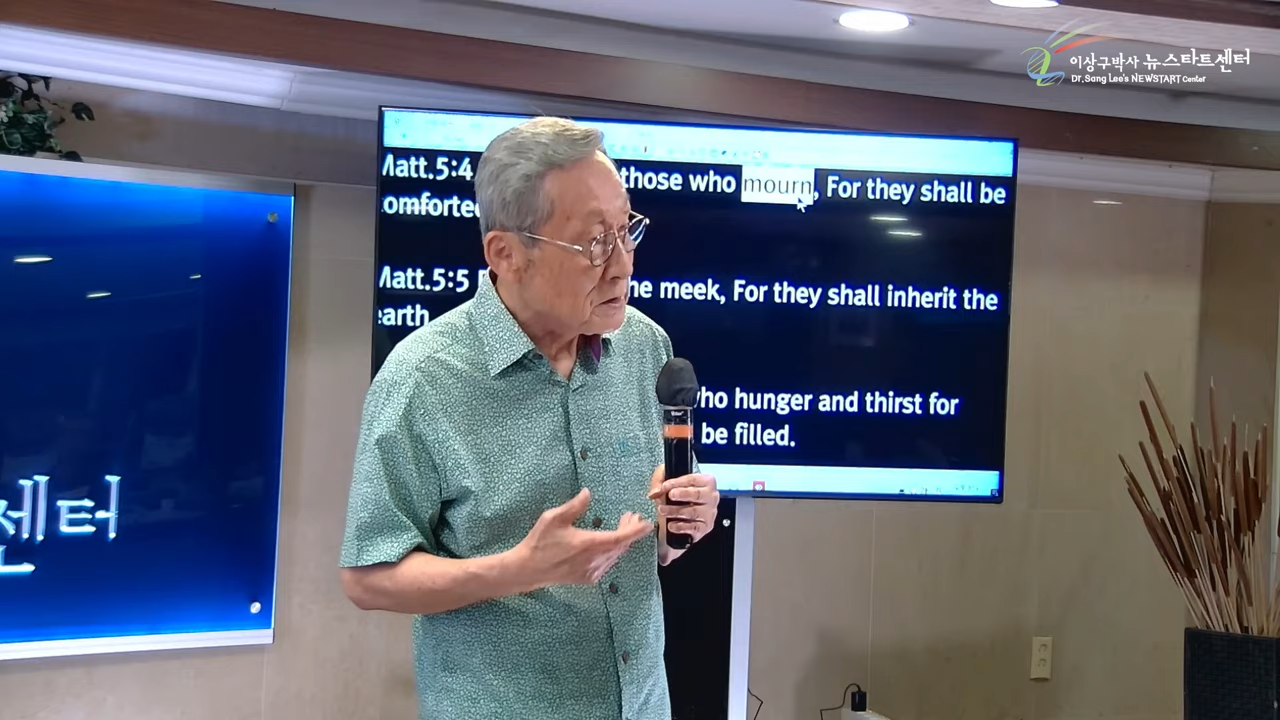 이상구박사 뉴스타트센터
Dr. Sang Lee's NEWSTART Center
Matt.5:4 those who mourn, For they shall be
comforted
Matt.5:5 the meek, For they shall inherit the
earth
who hunger and thirst for
be filled.
센터